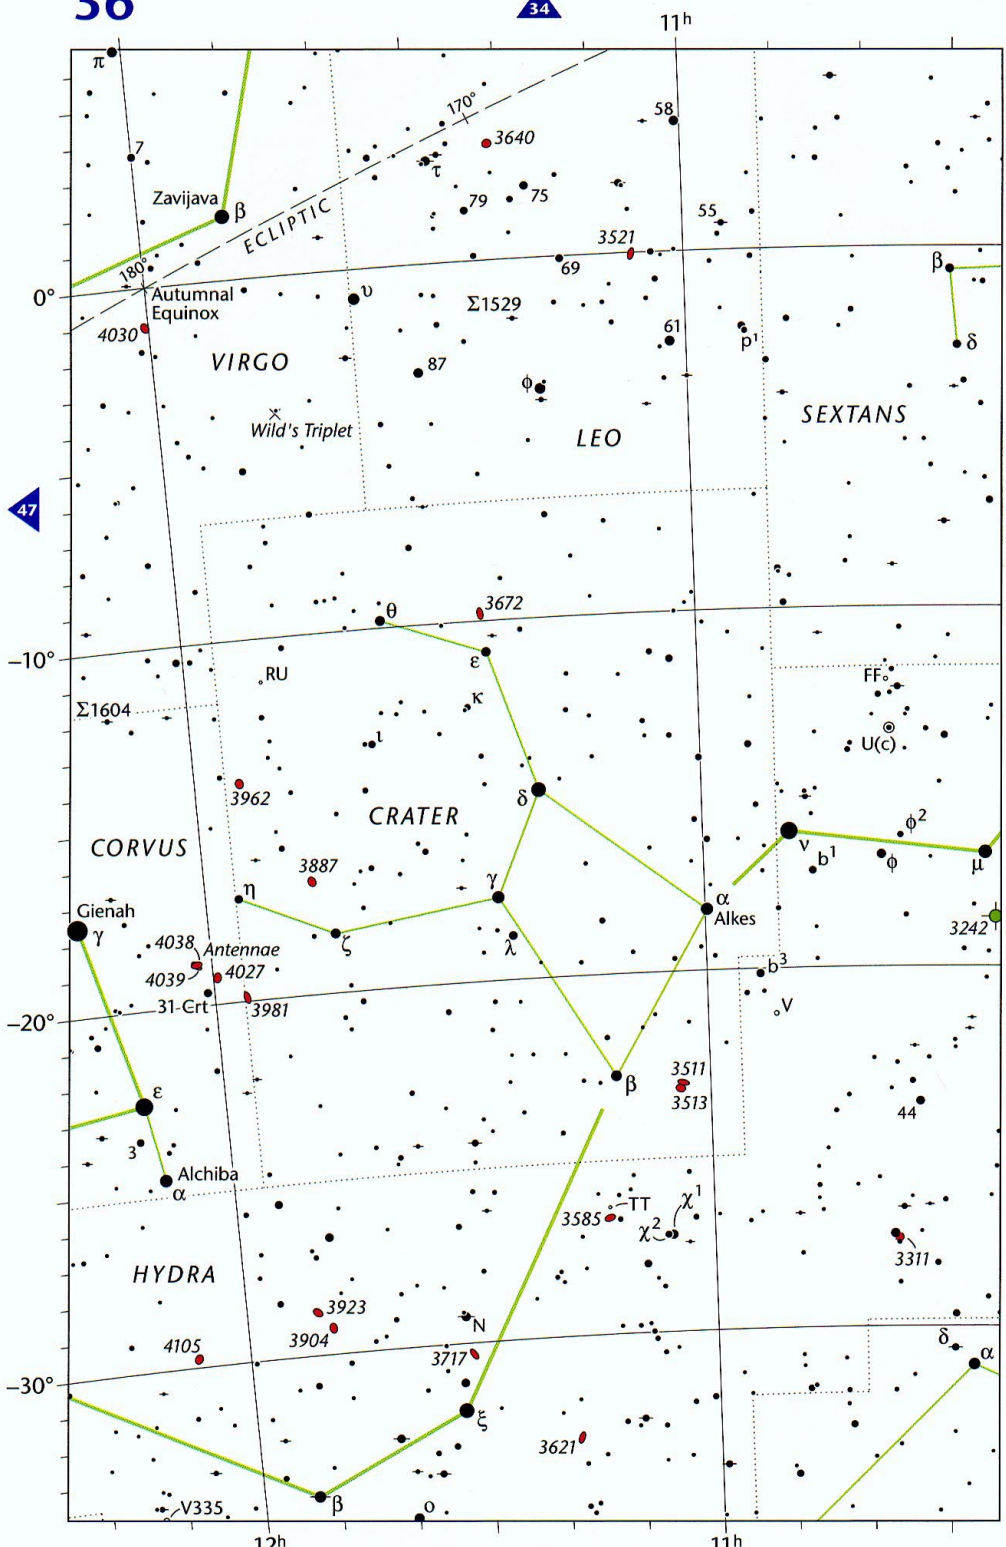 34
11ʰ
π
58
170°
3640
7
τ
79
75
Zavijava
β
55
ECLIPTIC
3521
69
β
180°
0°
Autumnal
Equinox
υ
Σ1529
4030
61
p¹
δ
VIRGO
87
ϕ
SEXTANS
Wild's Triplet
LEO
47
θ
3672
ε
−10°
RU
FF
κ
Σ1604
ι
U(c)
3962
δ
CRATER
ϕ²
CORVUS
ν
b¹
ϕ
μ
3887
γ
η
α
Alkes
Gienah
γ
ζ
λ
3242
4038
Antennae
4039
4027
b³
31-Crt
3981
V
−20°
β
3511
3513
ε
44
3
Alchiba
α
TT
χ¹
3585
χ²
3311
HYDRA
3923
N
3904
δ
4105
3717
α
−30°
ξ
3621
β
ο
V335
12ʰ
11ʰ